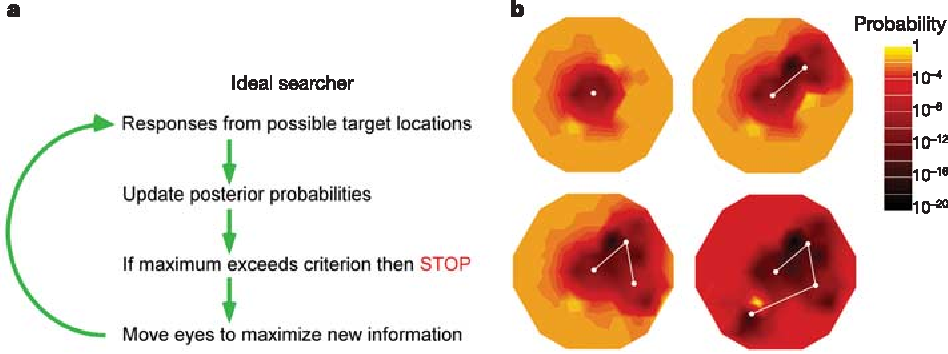 a
Ideal searcher
Responses from possible target locations
Update posterior probabilities
If maximum exceeds criterion then STOP
Move eyes to maximize new information
b
Probability
1
10⁻⁴
10⁻⁸
10⁻¹²
10⁻¹⁶
10⁻²⁰